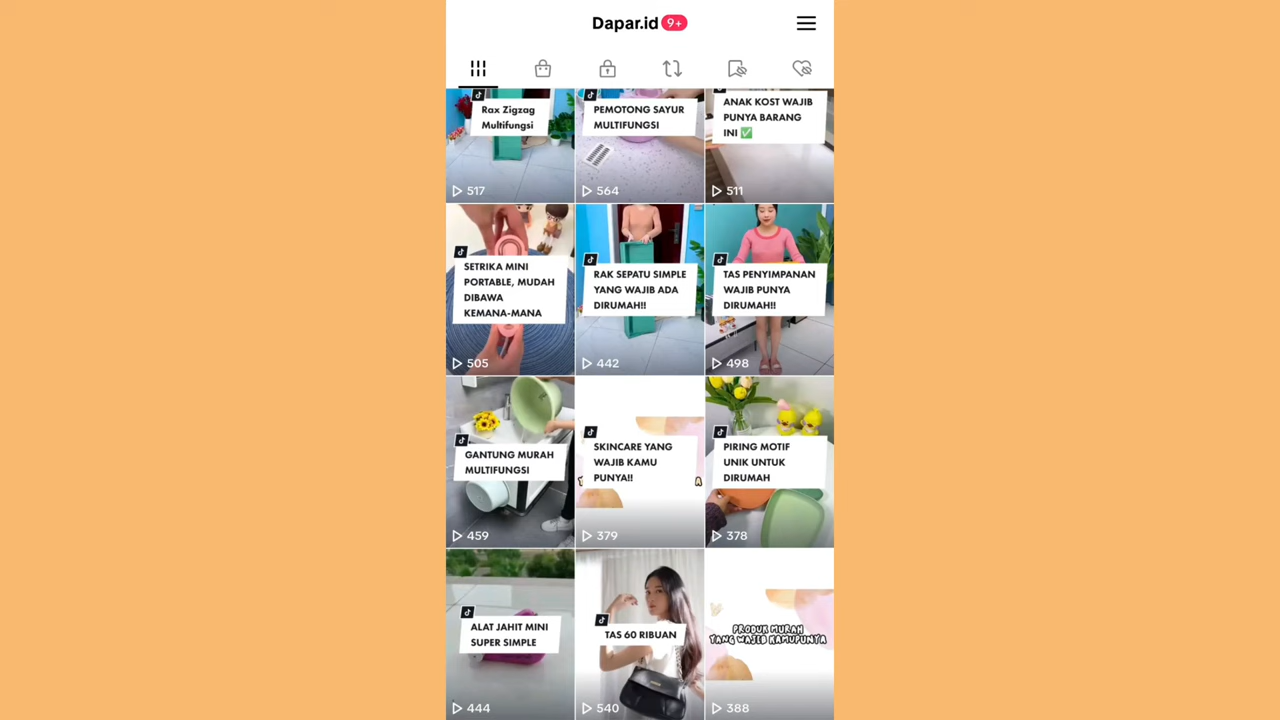 Dapar.id 9+
Rax Zigzag
Multifungsi
517
PEMOTONG SAYUR
MULTIFUNGSI
564
ANAK KOST WAJIB
PUNYA BARANG
INI ✅
511
SETRIKA MINI
PORTABLE, MUDAH
DIBAWA
KEMANA-MANA
505
RAK SEPATU SIMPLE
YANG WAJIB ADA
DIRUMAH!!
442
TAS PENYIMPANAN
WAJIB PUNYA
DIRUMAH!!
498
GANTUNG MURAH
MULTIFUNGSI
459
SKINCARE YANG
WAJIB KAMU
PUNYA!!
379
PIRING MOTIF
UNIK UNTUK
DIRUMAH
378
ALAT JAHIT MINI
SUPER SIMPLE
444
TAS 60 RIBUAN
540
PRODUK MURAH
YANG WAJIB KAMUPUNYA
388